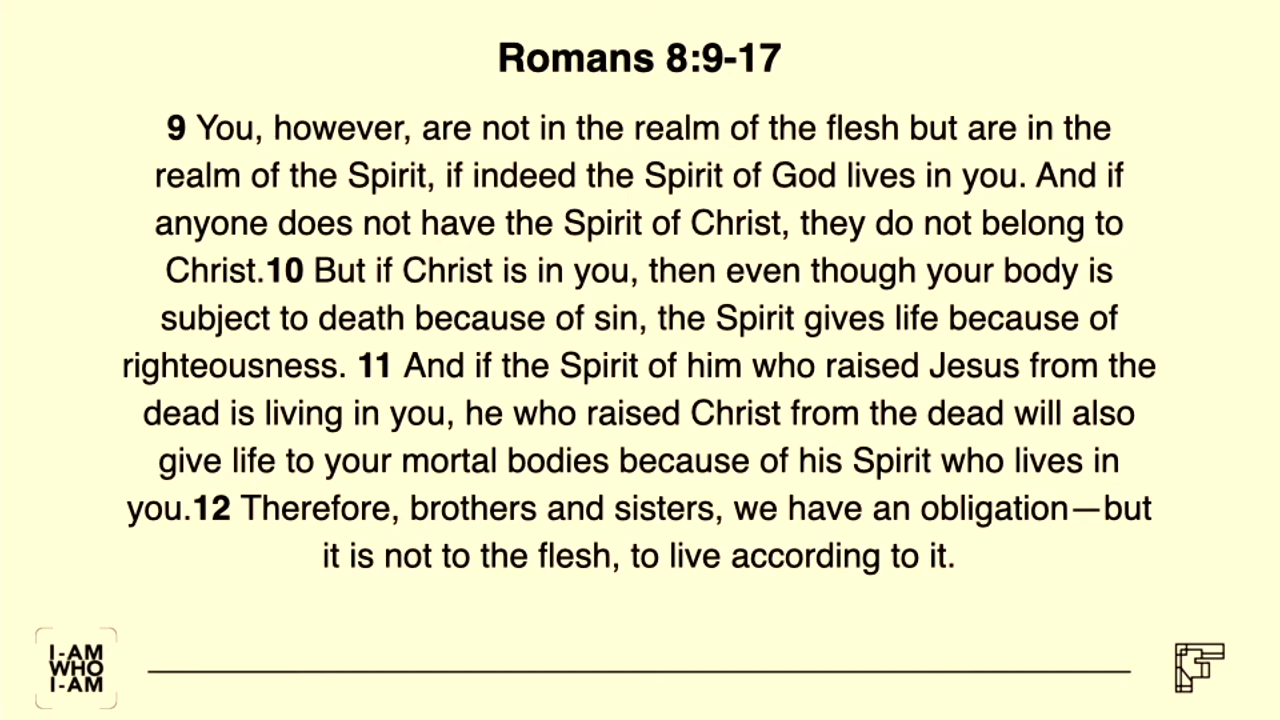 Romans 8:9-17
9 You, however, are not in the realm of the flesh but are in the
realm of the Spirit, if indeed the Spirit of God lives in you. And if
anyone does not have the Spirit of Christ, they do not belong to
Christ.10 But if Christ is in you, then even though your body is
subject to death because of sin, the Spirit gives life because of
righteousness. 11 And if the Spirit of him who raised Jesus from the
dead is living in you, he who raised Christ from the dead will also
give life to your mortal bodies because of his Spirit who lives in
you.12 Therefore, brothers and sisters, we have an obligation—but
it is not to the flesh, to live according to it.
I-AM
WHO
I-AM